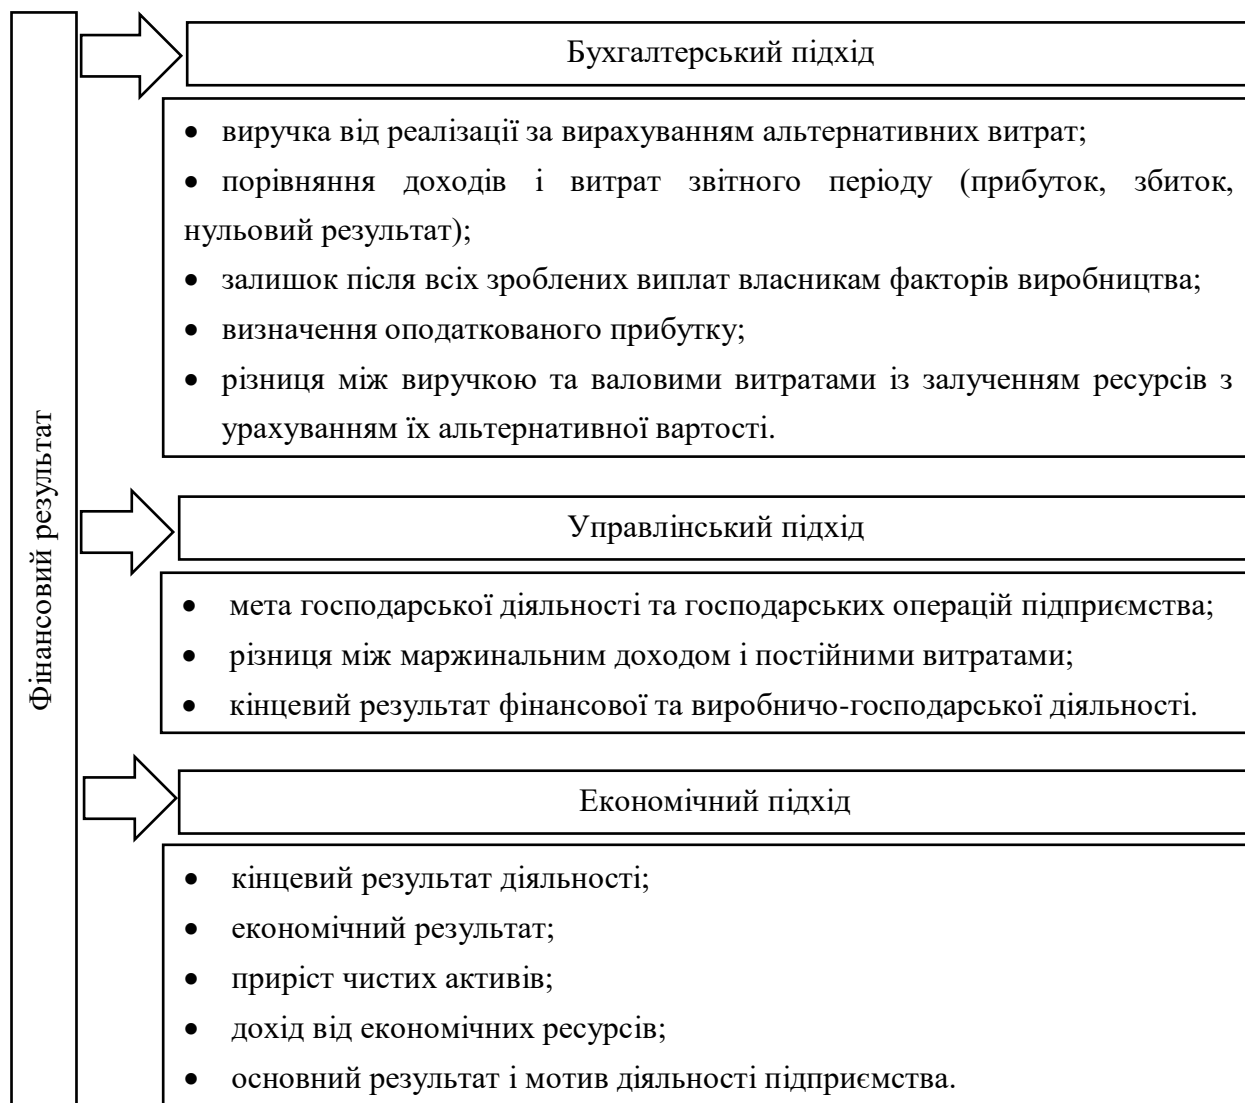 Фінансовий результат
Бухгалтерський підхід
• виручка від реалізації за вирахуванням альтернативних витрат;
• порівняння доходів і витрат звітного періоду (прибуток, збиток,
нульовий результат);
• залишок після всіх зроблених виплат власникам факторів виробництва;
• визначення оподаткованого прибутку;
• різниця між виручкою та валовими витратами із залученням ресурсів з
урахуванням їх альтернативної вартості.
Управлінський підхід
• мета господарської діяльності та господарських операцій підприємства;
• різниця між маржинальним доходом і постійними витратами;
• кінцевий результат фінансової та виробничо-господарської діяльності.
Економічний підхід
• кінцевий результат діяльності;
• економічний результат;
• приріст чистих активів;
• дохід від економічних ресурсів;
• основний результат і мотив діяльності підприємства.